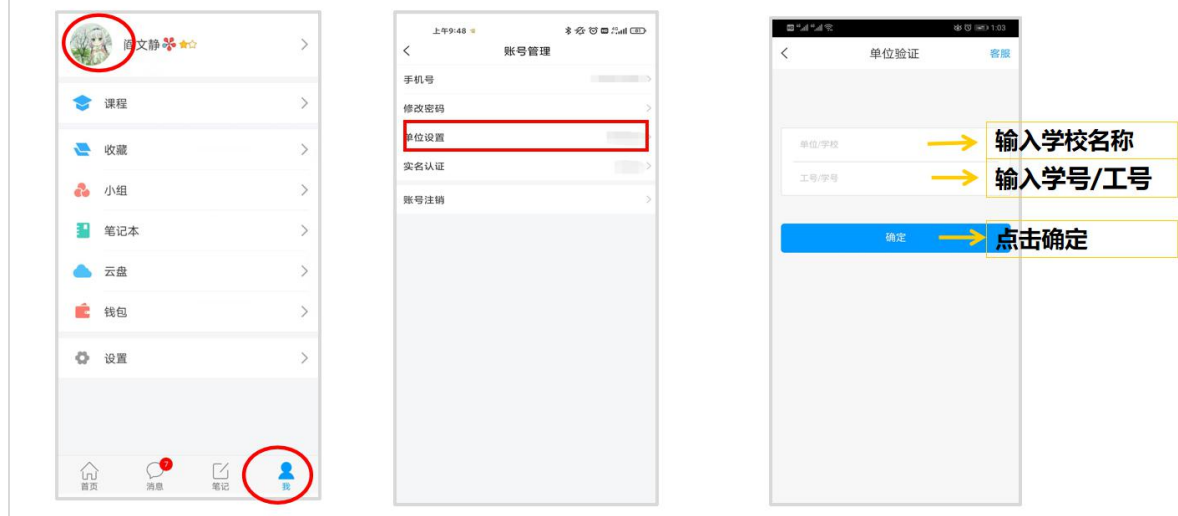 阎文静
课程
收藏
小组
笔记本
云盘
钱包
设置
7
首页
消息
笔记
我
上午9:48
账号管理
手机号
修改密码
单位设置
实名认证
账号注销
1:03
单位验证
客服
单位/学校
输入学校名称
工号/学号
输入学号/工号
确定
点击确定